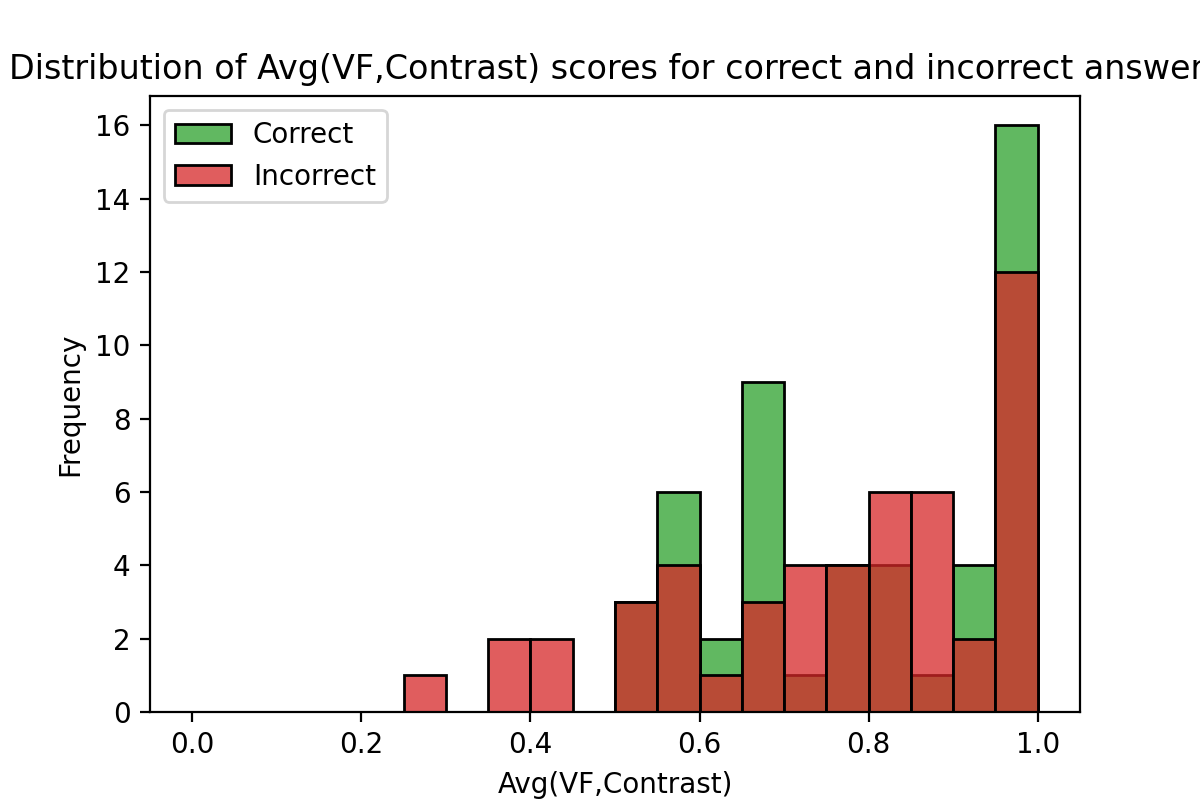 Distribution of Avg(VF,Contrast) scores for correct and incorrect answer
Correct
Incorrect
16
14
12
10
8
6
4
2
0
Frequency
0.0 0.2 0.4 0.6 0.8 1.0
Avg(VF,Contrast)